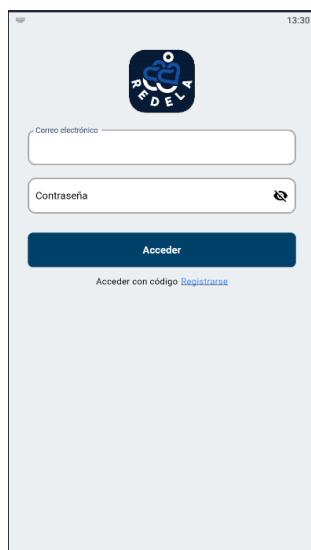 13:30
REDELA
Correo electrónico
Contraseña
Acceder
Acceder con código Registrarse